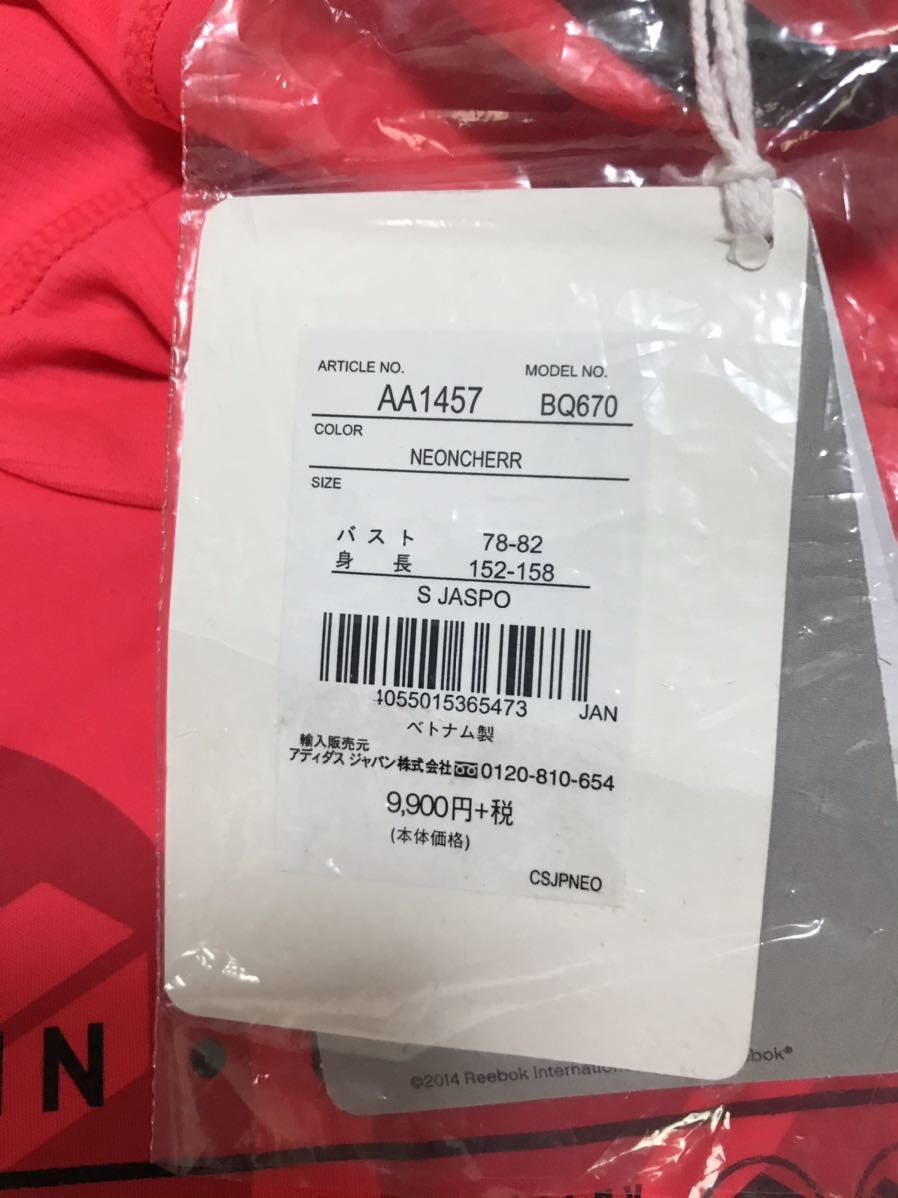 ARTICLE NO. MODEL NO.
AA1457 BQ670
COLOR
NEONCHERR
SIZE
バスト 78-82
身長 152-158
S JASPO
4055015365473 JAN
ベトナム製
輸入販売元
アディダス ジャパン株式会社 0120-810-654
9,900円+税
(本体価格)
CSJPNEO
©2014 Reebok
IN